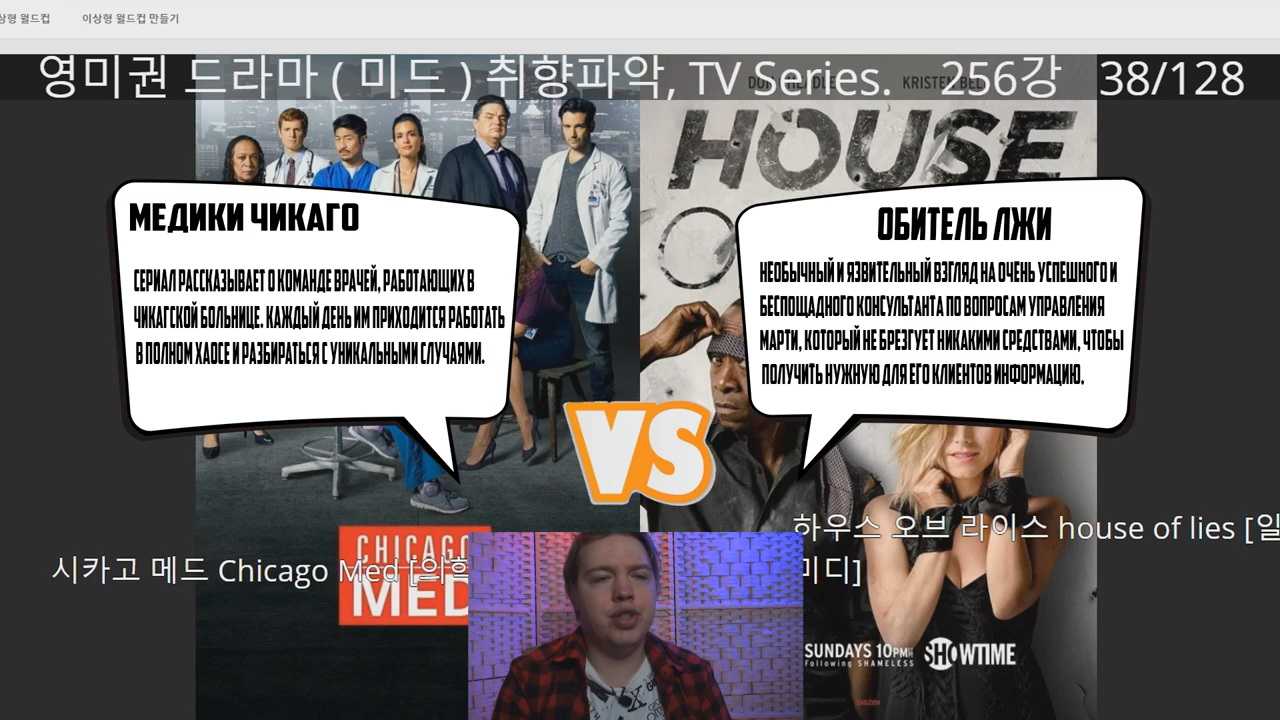 상형 월드컵
이상형 월드컵 만들기
영미권 드라마 ( 미드 ) 취향파악, TV Series. 256강 38/128
HOUSE
МЕДИКИ ЧИКАГО
СЕРИАЛ РАССКАЗЫВАЕТ О КОМАНДЕ ВРАЧЕЙ, РАБОТАЮЩИХ В
ЧИКАГСКОЙ БОЛЬНИЦЕ. КАЖДЫЙ ДЕНЬ ИМ ПРИХОДИТСЯ РАБОТАТЬ
В ПОЛНОМ ХАОСЕ И РАЗБИРАТЬСЯ С УНИКАЛЬНЫМИ СЛУЧАЯМИ.
ОБИТЕЛЬ ЛЖИ
НЕОБЫЧНЫЙ И ЯЗВИТЕЛЬНЫЙ ВЗГЛЯД НА ОЧЕНЬ УСПЕШНОГО И
БЕСПОЩАДНОГО КОНСУЛЬТАНТА ПО ВОПРОСАМ УПРАВЛЕНИЯ
МАРТИ, КОТОРЫЙ НЕ БРЕЗГУЕТ НИКАКИМИ СРЕДСТВАМИ, ЧТОБЫ
ПОЛУЧИТЬ НУЖНУЮ ДЛЯ ЕГО КЛИЕНТОВ ИНФОРМАЦИЮ.
VS
CHICAGO
MED
시카고 메드 Chicago Med [의학
하우스 오브 라이스 house of lies [일
미디]
SUNDAYS 10PM
Following SHAMELESS
SHOWTIME